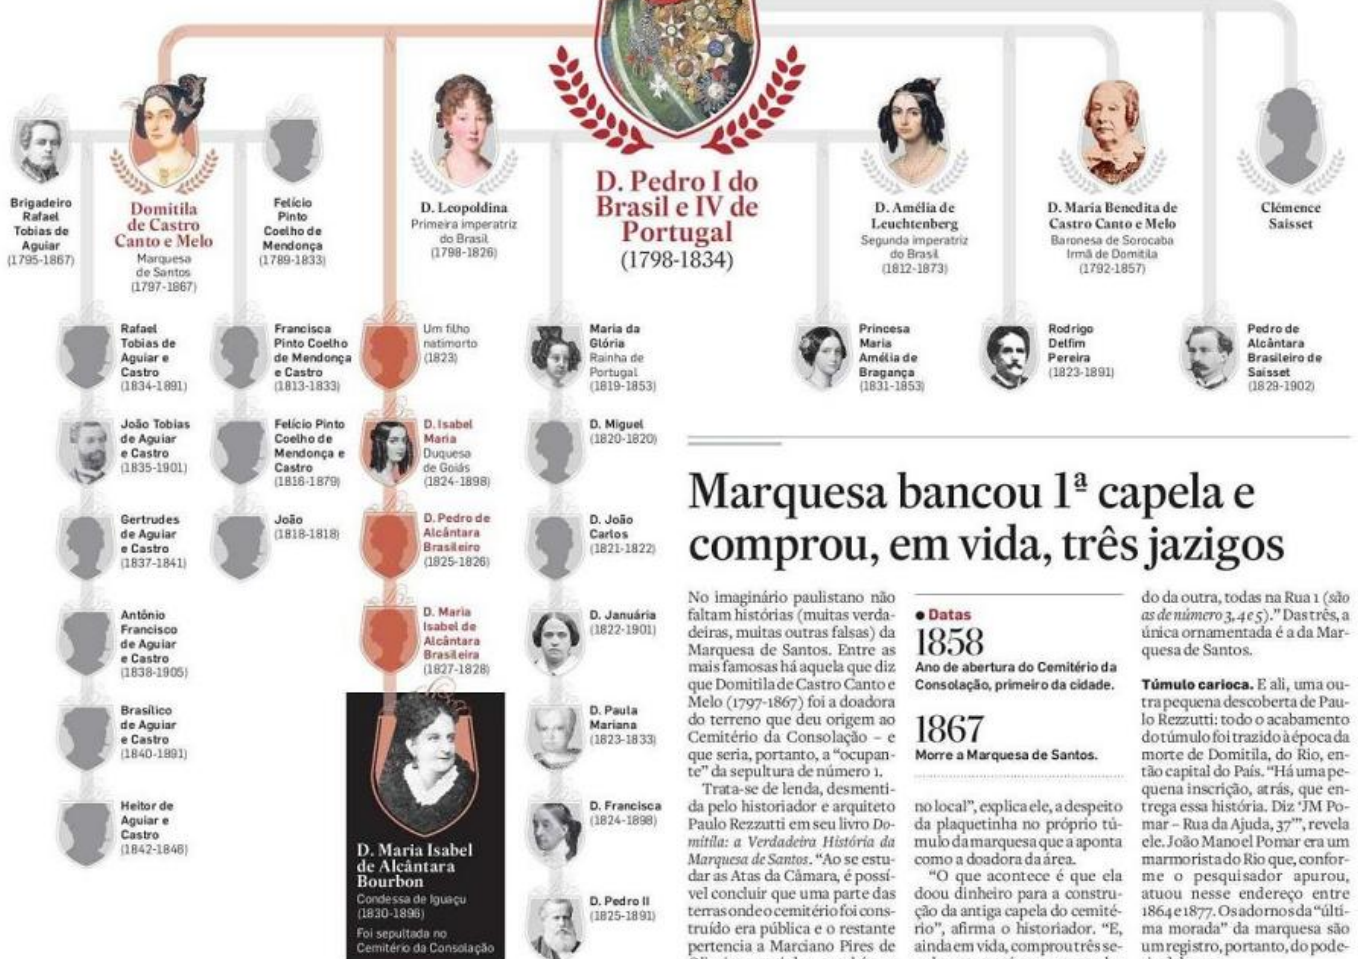 D. Pedro I do
Brasil e IV de
Portugal
(1798-1834)
Brigadeiro
Rafael
Tobias de
Aguiar
(1795-1867)
Domitila
de Castro
Canto e Melo
Marquesa
de Santos
(1797-1867)
Felício
Pinto
Coelho de
Mendonça
(1789-1833)
D. Leopoldina
Primeira imperatriz
do Brasil
(1798-1826)
D. Amélia de
Leuchtenberg
Segunda imperatriz
do Brasil
(1812-1873)
D. Maria Benedita de
Castro Canto e Melo
Baronesa de Sorocaba
Irmã de Domitila
(1792-1857)
Clémence
Saisset
Rafael
Tobias de
Aguiar e
Castro
(1834-1891)
João Tobias
de Aguiar
e Castro
(1835-1901)
Gertrudes
de Aguiar
e Castro
(1837-1841)
Antônio
Francisco
de Aguiar
e Castro
(1838-1905)
Brasílico
de Aguiar
e Castro
(1840-1891)
Heitor de
Aguiar e
Castro
(1842-1846)
Francisca
Pinto Coelho
de Mendonça
e Castro
(1813-1833)
Felício Pinto
Coelho de
Mendonça e
Castro
(1816-1879)
João
(1818-1818)
Um filho
natimorto
(1823)
D. Isabel
Maria
Duquesa
de Goiás
(1824-1898)
D. Pedro de
Alcântara
Brasileiro
(1825-1826)
D. Maria
Isabel de
Alcântara
Brasileira
(1827-1828)
D. Maria Isabel
de Alcântara
Bourbon
Condessa de Iguaçu
(1830-1896)
Foi sepultada no
Cemitério da Consolação
Maria da
Glória
Rainha de
Portugal
(1819-1853)
D. Miguel
(1820-1820)
D. João
Carlos
(1821-1822)
D. Januária
(1822-1901)
D. Paula
Mariana
(1823-1833)
D. Francisca
(1824-1898)
D. Pedro II
(1825-1891)
Princesa
Maria
Amélia de
Bragança
(1831-1853)
Rodrigo
Delfim
Pereira
(1823-1891)
Pedro de
Alcântara
Brasileiro de
Saisset
(1829-1902)
Marquesa bancou 1ª capela e
comprou, em vida, três jazigos
No imaginário paulistano não
faltam histórias (muitas verda-
deiras, muitas outras falsas) da
Marquesa de Santos. Entre as
mais famosas há aquela que diz
que Domitila de Castro Canto e
Melo (1797-1867) foi a doadora
do terreno que deu origem ao
Cemitério da Consolação – e
que seria, portanto, a “ocupan-
te” da sepultura de número 1.
Trata-se de lenda, desmenti-
da pelo historiador e arquiteto
Paulo Rezzutti em seu livro Do-
mitila: a Verdadeira História da
Marquesa de Santos. “Ao se estu-
dar as Atas da Câmara, é possí-
vel concluir que uma parte das
terras onde o cemitério foi cons-
truído era pública e o restante
pertencia a Marciano Pires de
• Datas
1858
Ano de abertura do Cemitério da
Consolação, primeiro da cidade.
1867
Morre a Marquesa de Santos.
no local”, explica ele, a despeito
da plaquetinha no próprio tú-
mulo da marquesa que a aponta
como a doadora da área.
“O que acontece é que ela
doou dinheiro para a constru-
ção da antiga capela do cemité-
rio”, afirma o historiador. “E,
ainda em vida, comprou três se-
do da outra, todas na Rua 1 (são
as de número 3, 4 e 5).” Das três, a
única ornamentada é a da Mar-
quesa de Santos.
Túmulo carioca. E ali, uma ou-
tra pequena descoberta de Pau-
lo Rezzutti: todo o acabamento
do túmulo foi trazido à época da
morte de Domitila, do Rio, en-
tão capital do País. “Há uma pe-
quena inscrição, atrás, que en-
trega essa história. Diz ‘JM Po-
mar – Rua da Ajuda, 37’”, revela
ele. João Manoel Pomar era um
marmorista do Rio que, confor-
me o pesquisador apurou,
atuou nesse endereço entre
1864 e 1877. Os adornos da “últi-
ma morada” da marquesa são
um registro, portanto, do pode-